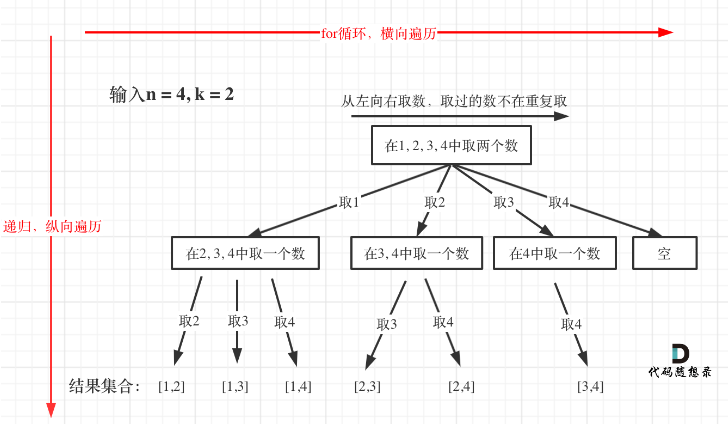 for循环，横向遍历
输入n = 4, k = 2
从左向右取数，取过的数不在重复取
在1, 2, 3, 4中取两个数
取1
取2
取3
取4
递归、纵向遍历
在2, 3, 4中取一个数
在3, 4中取一个数
在4中取一个数
空
取2
取3
取4
取3
取4
取4
结果集合：
[1,2]
[1,3]
[1,4]
[2,3]
[2,4]
[3,4]
代码随想录